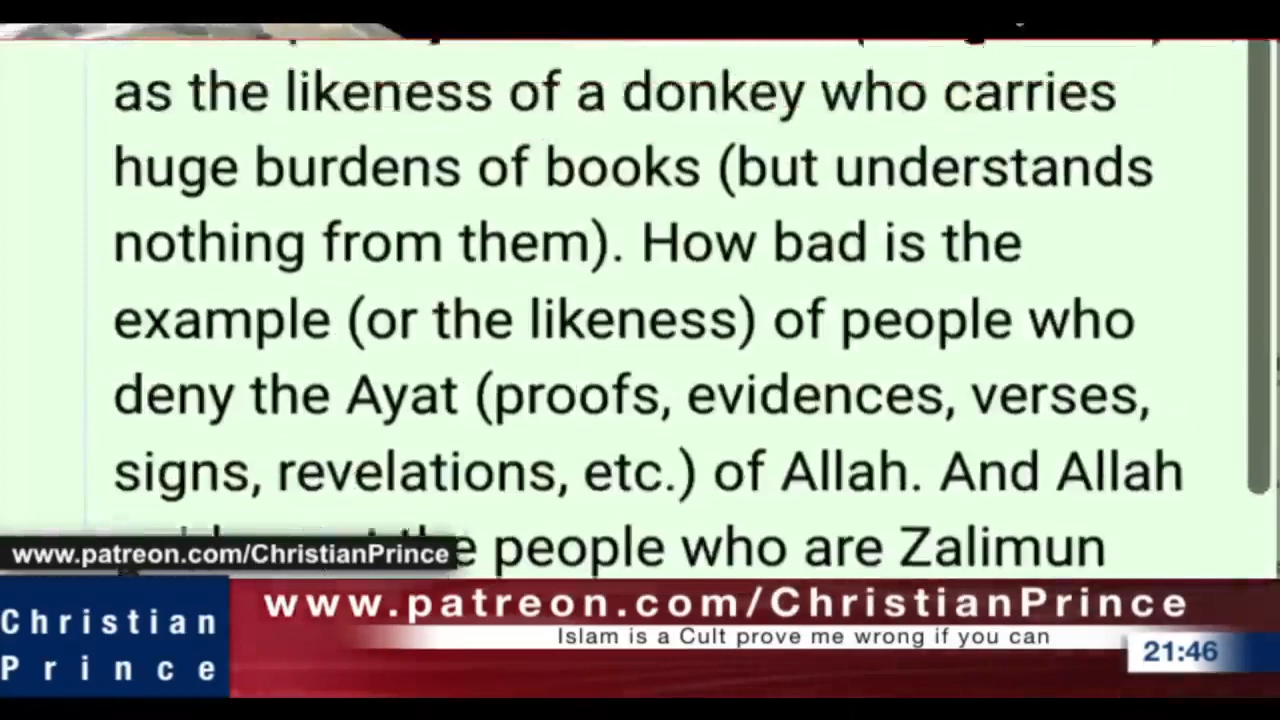 as the likeness of a donkey who carries
huge burdens of books (but understands
nothing from them). How bad is the
example (or the likeness) of people who
deny the Ayat (proofs, evidences, verses,
signs, revelations, etc.) of Allah. And Allah
people who are Zalimun
www.patreon.com/ChristianPrince
Christian
Prince
www.patreon.com/ChristianPrince
Islam is a Cult prove me wrong if you can
21:46